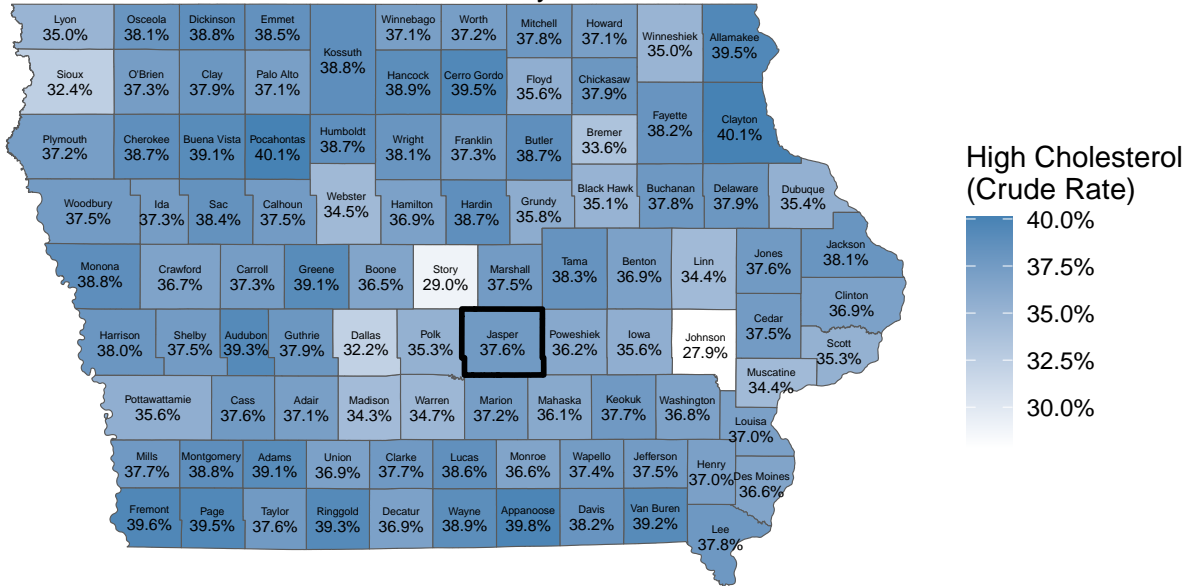 Lyon
35.0%
Osceola
38.1%
Dickinson
38.8%
Emmet
38.5%
Kossuth
38.8%
Winnebago
37.1%
Worth
37.2%
Mitchell
37.8%
Howard
37.1%
Winneshiek
35.0%
Allamakee
39.5%
Sioux
32.4%
O'Brien
37.3%
Clay
37.9%
Palo Alto
37.1%
Hancock
38.9%
Cerro Gordo
39.5%
Floyd
35.6%
Chickasaw
37.9%
Fayette
38.2%
Clayton
40.1%
Plymouth
37.2%
Cherokee
38.7%
Buena Vista
39.1%
Pocahontas
40.1%
Humboldt
38.7%
Wright
38.1%
Franklin
37.3%
Butler
38.7%
Bremer
33.6%
Woodbury
37.5%
Ida
37.3%
Sac
38.4%
Calhoun
37.5%
Webster
34.5%
Hamilton
36.9%
Hardin
38.7%
Grundy
35.8%
Black Hawk
35.1%
Buchanan
37.8%
Delaware
37.9%
Dubuque
35.4%
Monona
38.8%
Crawford
36.7%
Carroll
37.3%
Greene
39.1%
Boone
36.5%
Story
29.0%
Marshall
37.5%
Tama
38.3%
Benton
36.9%
Linn
34.4%
Jones
37.6%
Jackson
38.1%
Clinton
36.9%
Harrison
38.0%
Shelby
37.5%
Audubon
39.3%
Guthrie
37.9%
Dallas
32.2%
Polk
35.3%
Jasper
37.6%
Poweshiek
36.2%
Iowa
35.6%
Johnson
27.9%
Cedar
37.5%
Scott
35.3%
Muscatine
34.4%
Pottawattamie
35.6%
Cass
37.6%
Adair
37.1%
Madison
34.3%
Warren
34.7%
Marion
37.2%
Mahaska
36.1%
Keokuk
37.7%
Washington
36.8%
Louisa
37.0%
Mills
37.7%
Montgomery
38.8%
Adams
39.1%
Union
36.9%
Clarke
37.7%
Lucas
38.6%
Monroe
36.6%
Wapello
37.4%
Jefferson
37.5%
Henry
37.0%
Des Moines
36.6%
Fremont
39.6%
Page
39.5%
Taylor
37.6%
Ringgold
39.3%
Decatur
36.9%
Wayne
38.9%
Appanoose
39.8%
Davis
38.2%
Van Buren
39.2%
Lee
37.8%
High Cholesterol
(Crude Rate)
40.0%
37.5%
35.0%
32.5%
30.0%